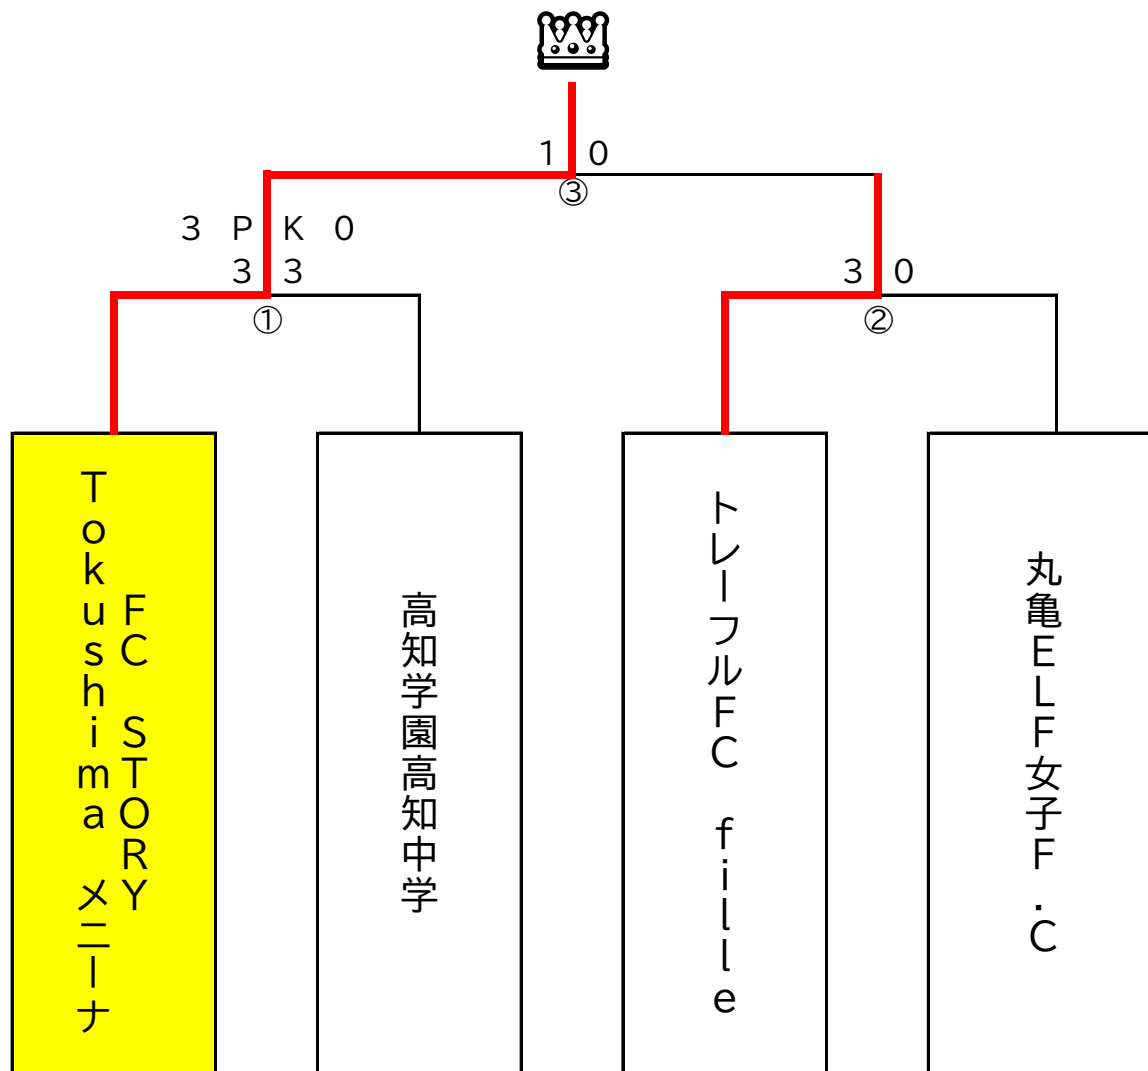 1 0
③
3 PK 0
3 3
3 0
①
②
FC STORY
Tokushima メニーナ
高知学園高知中学
トレーフルFC fille
丸亀ELF女子F.C